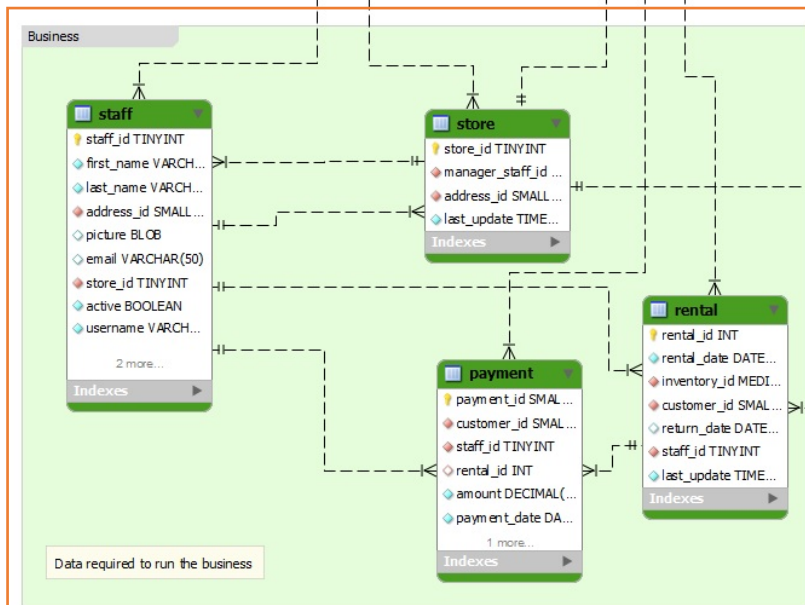 Business
staff
staff_id TINYINT
first_name VARCH...
last_name VARCH...
address_id SMALL...
picture BLOB
email VARCHAR(50)
store_id TINYINT
active BOOLEAN
username VARCH...
2 more...
Indexes
store
store_id TINYINT
manager_staff_id ...
address_id SMALL...
last_update TIME...
Indexes
payment
payment_id SMAL...
customer_id SMAL...
staff_id TINYINT
rental_id INT
amount DECIMAL(...
payment_date DA...
1 more...
Indexes
rental
rental_id INT
rental_date DATE...
inventory_id MEDI...
customer_id SMAL...
return_date DATE...
staff_id TINYINT
last_update TIME...
Indexes
Data required to run the business